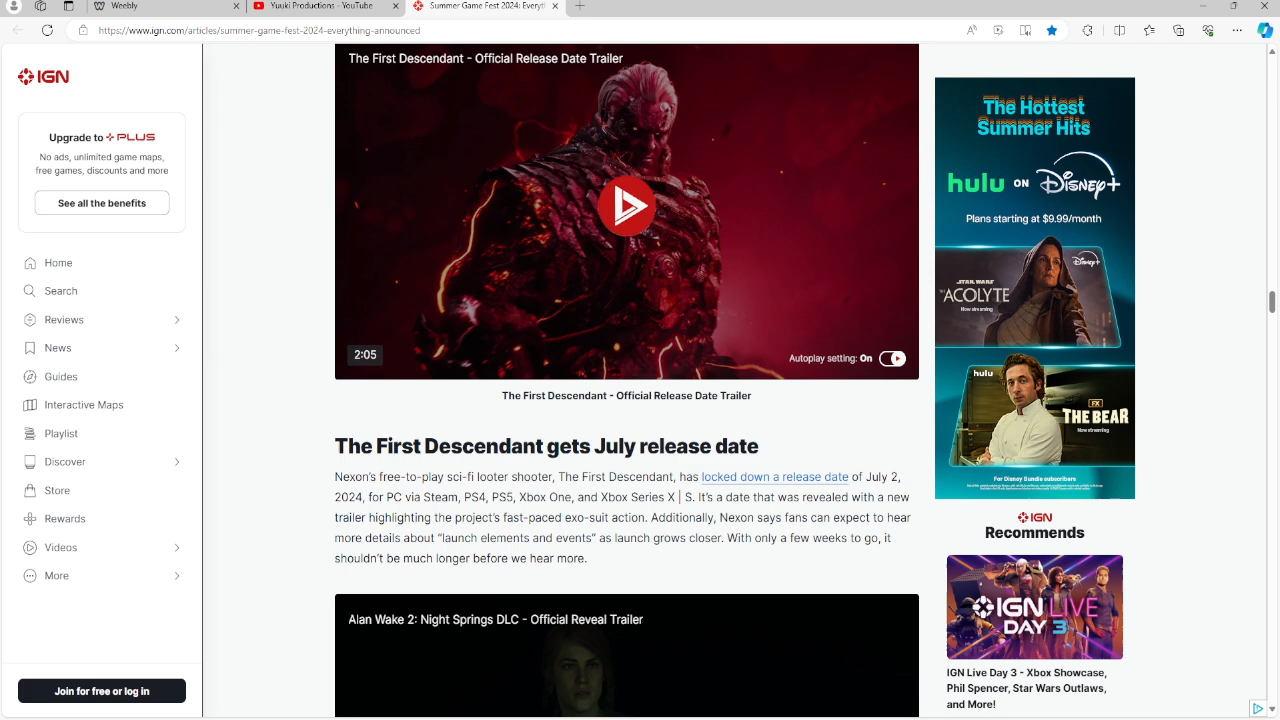 Weebly
Yuuki Productions - YouTube
Summer Game Fest 2024: Everyth
https://www.ign.com/articles/summer-game-fest-2024-everything-announced
IGN
Upgrade to PLUS
No ads, unlimited game maps,
free games, discounts and more
See all the benefits
Home
Search
Reviews
News
Guides
Interactive Maps
Playlist
Discover
Store
Rewards
Videos
More
Join for free or log in
The First Descendant - Official Release Date Trailer
2:05
Autoplay setting: On
The First Descendant - Official Release Date Trailer
The First Descendant gets July release date
Nexon's free-to-play sci-fi looter shooter, The First Descendant, has locked down a release date of July 2,
2024, for PC via Steam, PS4, PS5, Xbox One, and Xbox Series X | S. It's a date that was revealed with a new
trailer highlighting the project's fast-paced exo-suit action. Additionally, Nexon says fans can expect to hear
more details about “launch elements and events” as launch grows closer. With only a few weeks to go, it
shouldn't be much longer before we hear more.
Alan Wake 2: Night Springs DLC - Official Reveal Trailer
The Hottest
Summer Hits
hulu ON Disney+
Plans starting at $9.99/month
Disney+
STAR WARS
THE ACOLYTE
Now streaming
hulu
FX
THE BEAR
Now streaming
For Disney Bundle subscribers
IGN
Recommends
IGN LIVE
DAY 3
IGN Live Day 3 - Xbox Showcase,
Phil Spencer, Star Wars Outlaws,
and More!